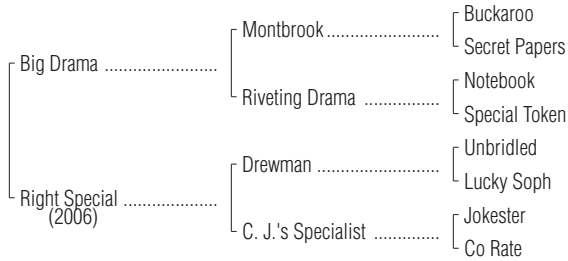 Buckaroo
Montbrook
Secret Papers
Big Drama
Notebook
Riveting Drama
Special Token
Unbridled
Drewman
Lucky Soph
Right Special
(2006)
Jokester
C. J.'s Specialist
Co Rate